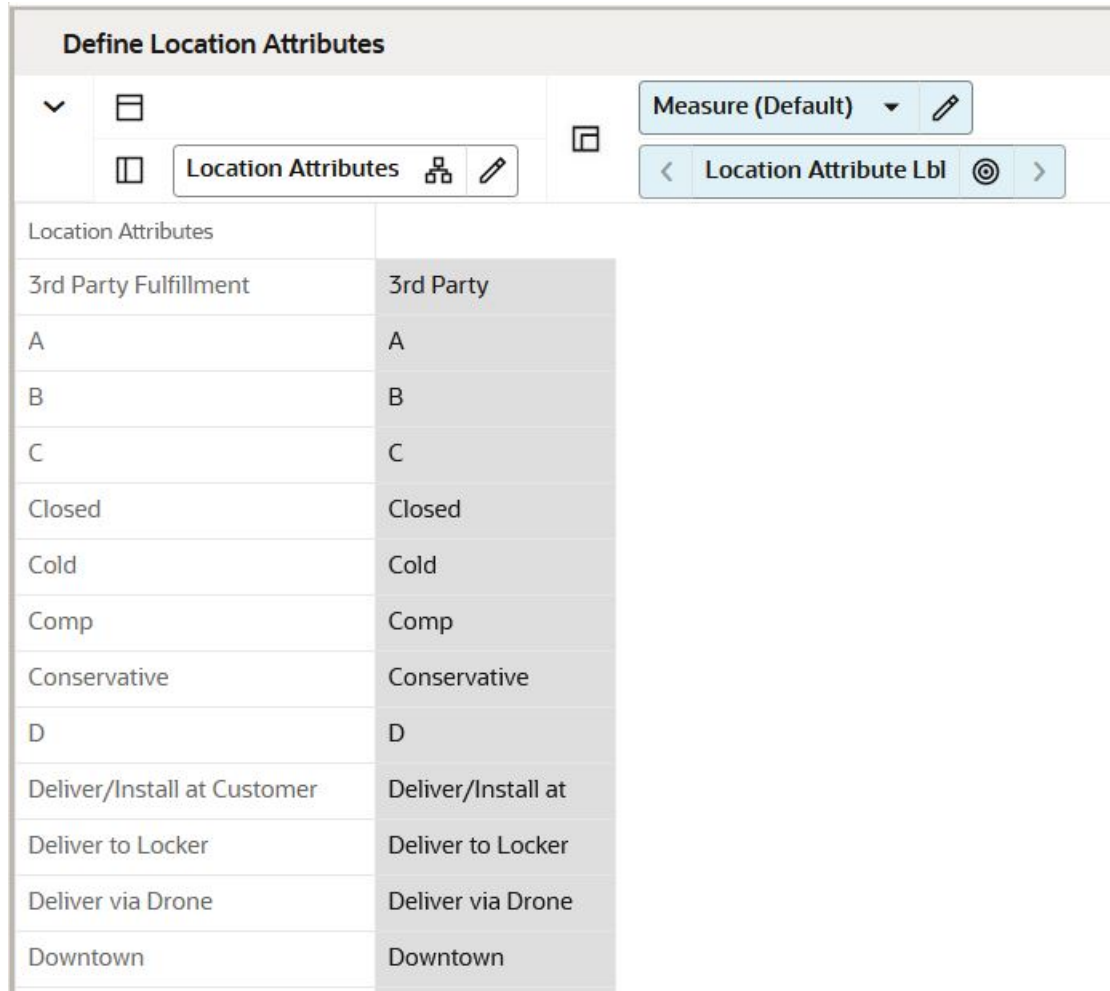 Define Location Attributes
Measure (Default)
Location Attributes
Location Attribute Lbl
Location Attributes
3rd Party Fulfillment 3rd Party
A A
B B
C C
Closed Closed
Cold Cold
Comp Comp
Conservative Conservative
D D
Deliver/Install at Customer Deliver/Install at
Deliver to Locker Deliver to Locker
Deliver via Drone Deliver via Drone
Downtown Downtown